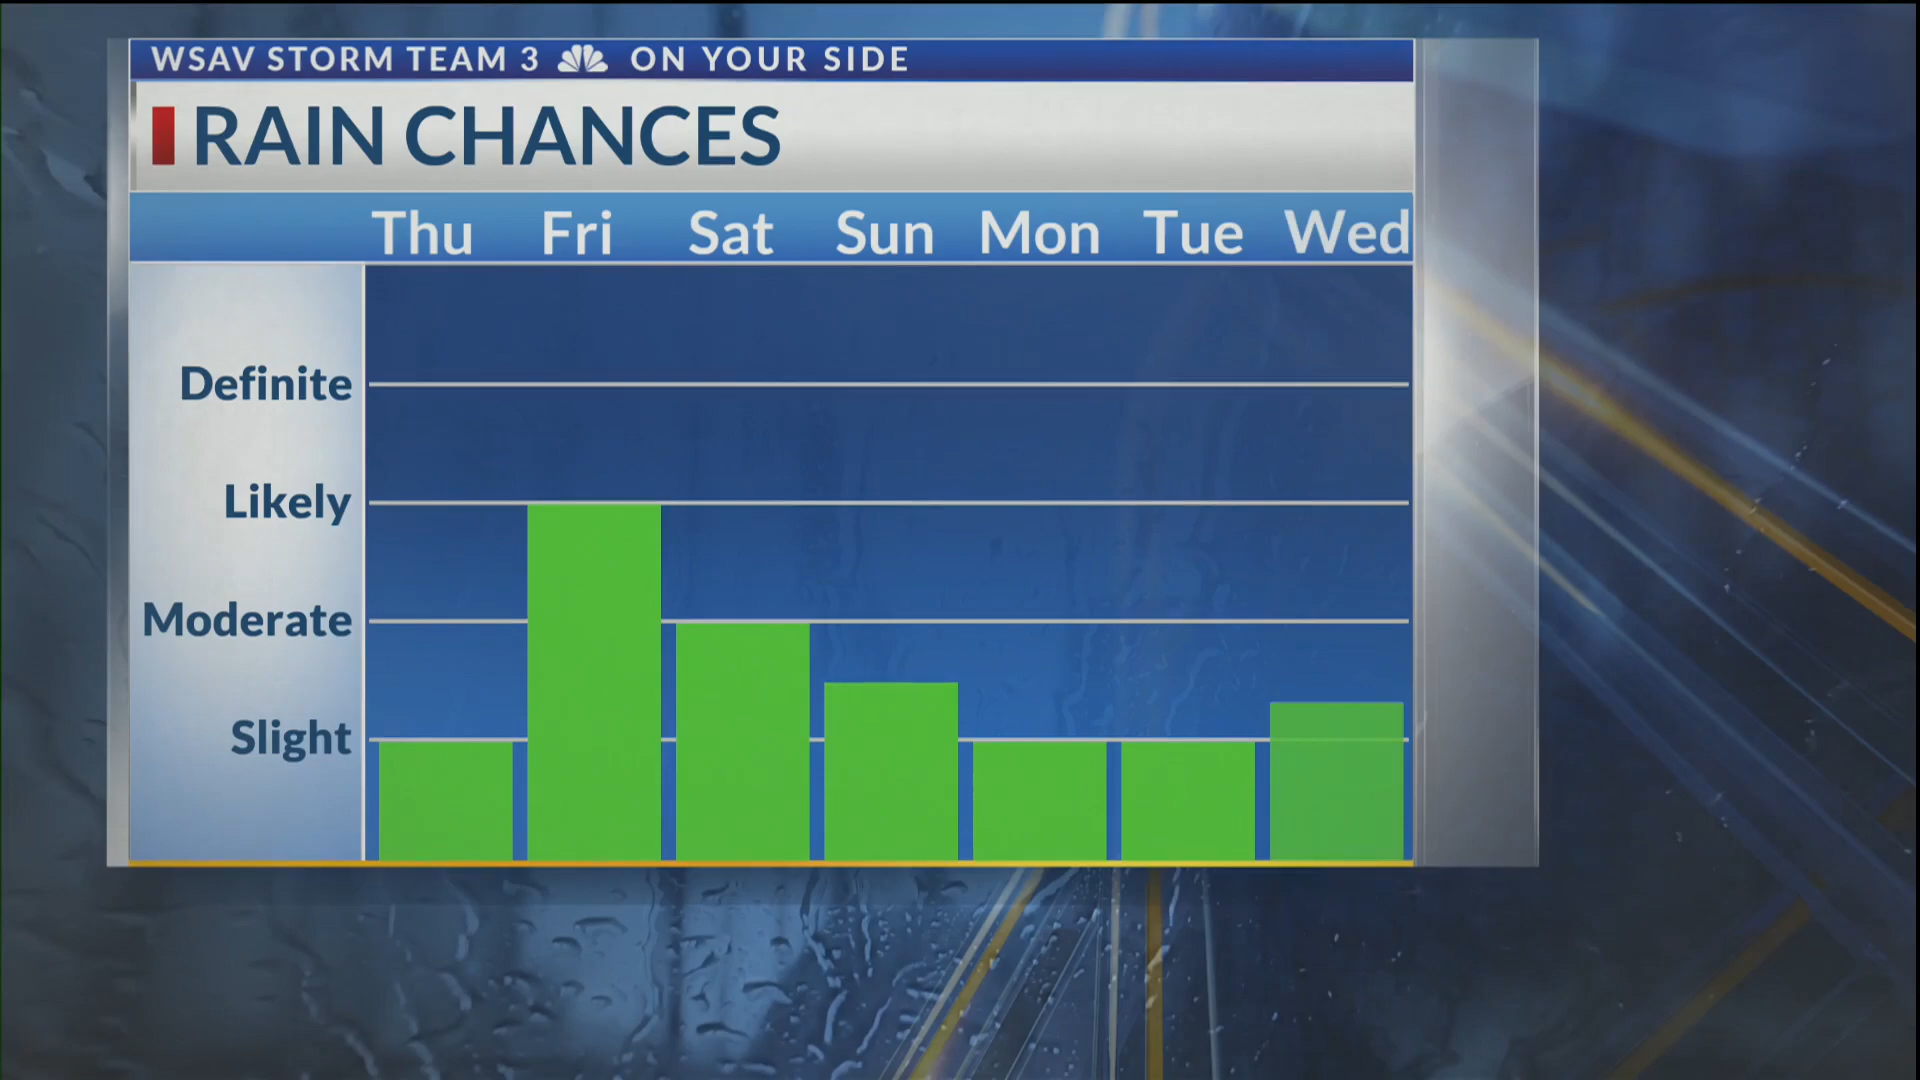 WSAV STORM TEAM 3 ON YOUR SIDE
RAIN CHANCES
Thu Fri Sat Sun Mon Tue Wed
Definite
Likely
Moderate
Slight